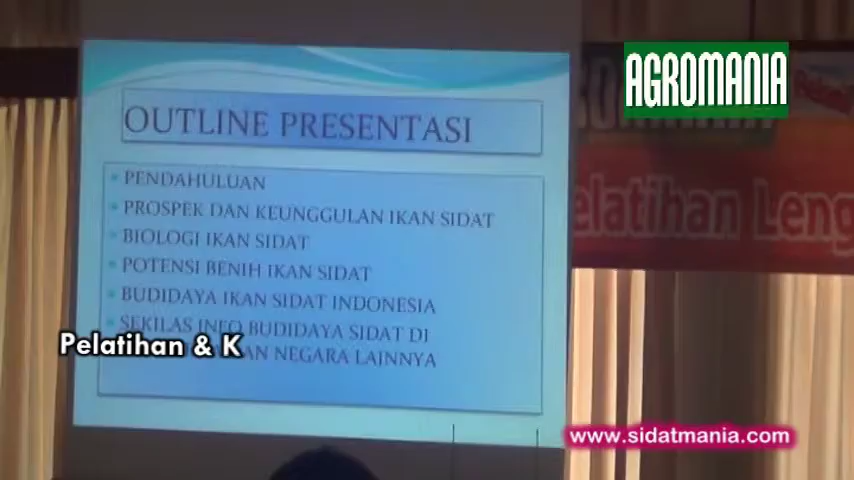 AGROMANIA
OUTLINE PRESENTASI
PENDAHULUAN
PROSPEK DAN KEUNGGULAN IKAN SIDAT
BIOLOGI IKAN SIDAT
POTENSI BENIH IKAN SIDAT
BUDIDAYA IKAN SIDAT INDONESIA
SEKILAS INFO BUDIDAYA SIDAT DI
AN NEGARA LAINNYA
Pelatihan & K
elatihan Leng
www.sidatmania.com